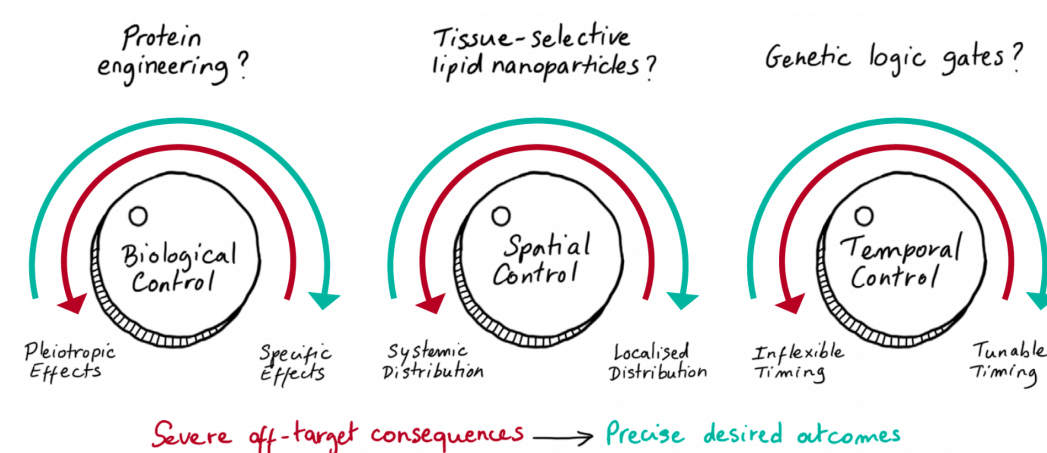 Protein
engineering?
Tissue-selective
lipid nanoparticles?
Genetic logic gates?
Biological
Control
Spatial
Control
Temporal
Control
Pleiotropic
Effects
Specific
Effects
Systemic
Distribution
Localised
Distribution
Inflexible
Timing
Tunable
Timing
Severe off-target consequences → Precise desired outcomes